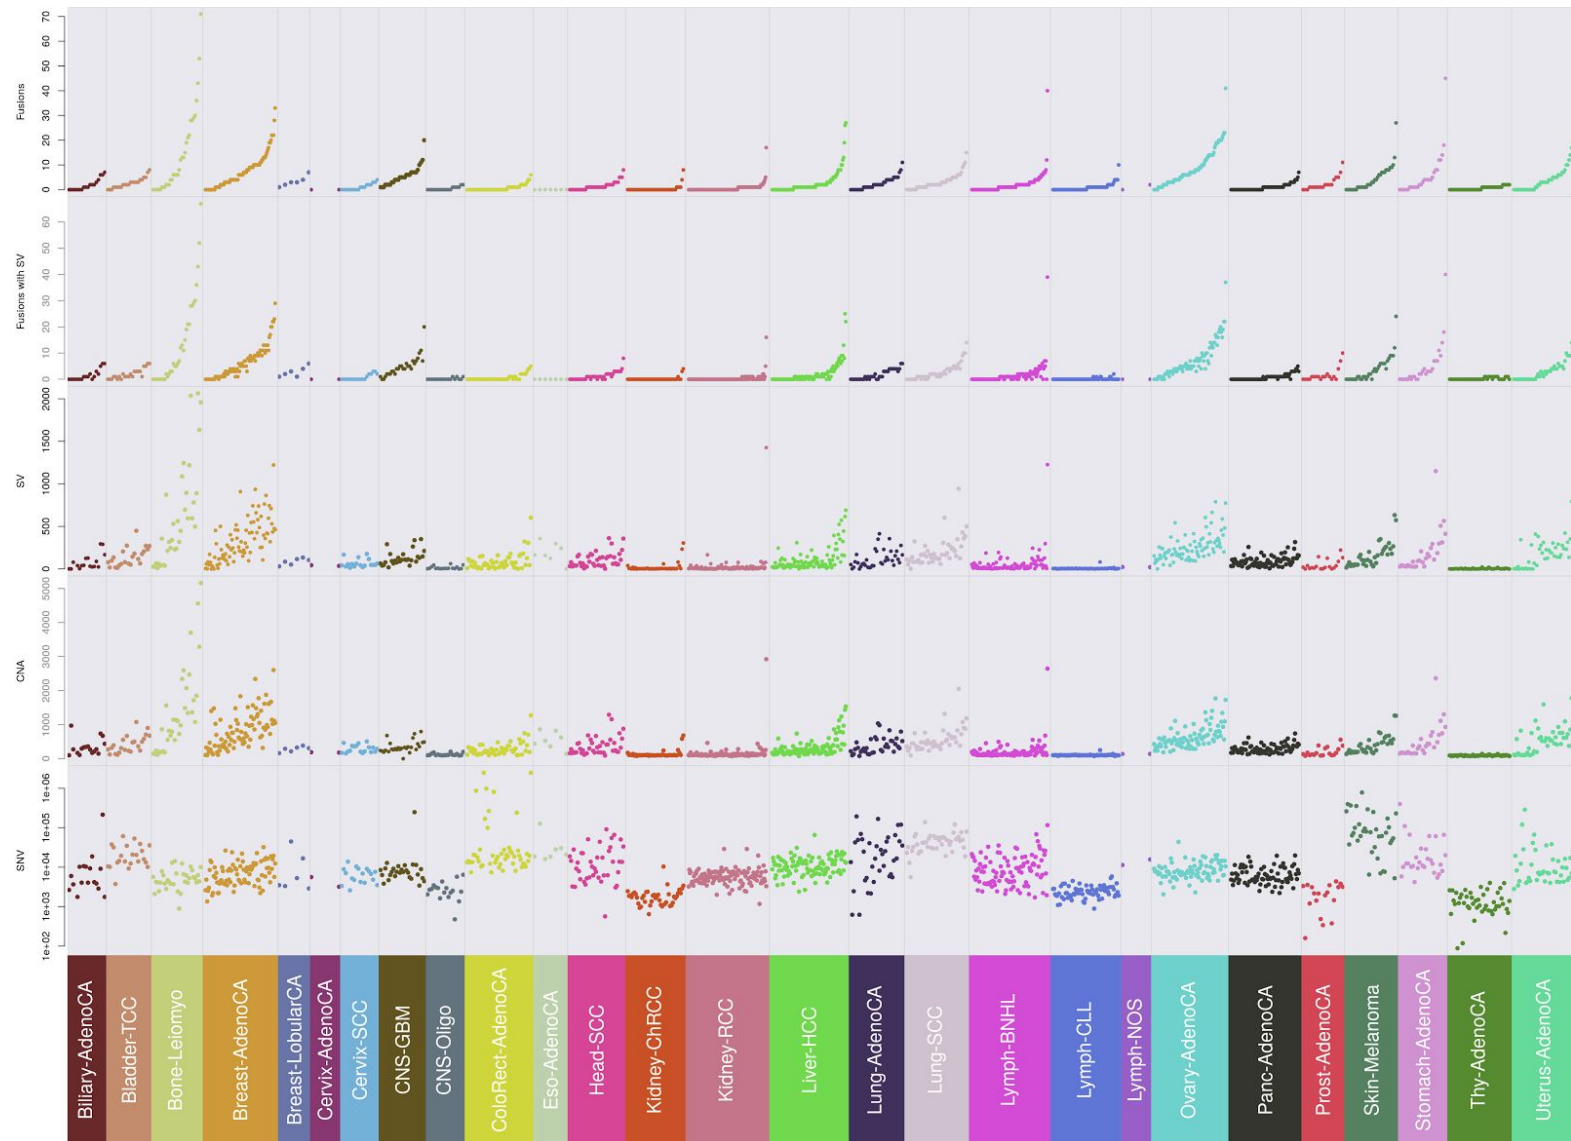 Fusions
70
60
50
40
30
20
10
0
Fusions with SV
60
50
40
30
20
10
0
SV
2000
1500
1000
500
0
CNA
5000
4000
3000
2000
1000
0
SNV
1e+06
1e+05
1e+04
1e+03
1e+02
Biliary-AdenoCA
Bladder-TCC
Bone-Leiomyo
Breast-AdenoCA
Breast-LobularCA
Cervix-AdenoCA
Cervix-SCC
CNS-GBM
CNS-Oligo
ColoRect-AdenoCA
Eso-AdenoCA
Head-SCC
Kidney-ChRCC
Kidney-RCC
Liver-HCC
Lung-AdenoCA
Lung-SCC
Lymph-BNHL
Lymph-CLL
Lymph-NOS
Ovary-AdenoCA
Panc-AdenoCA
Prost-AdenoCA
Skin-Melanoma
Stomach-AdenoCA
Thy-AdenoCA
Uterus-AdenoCA